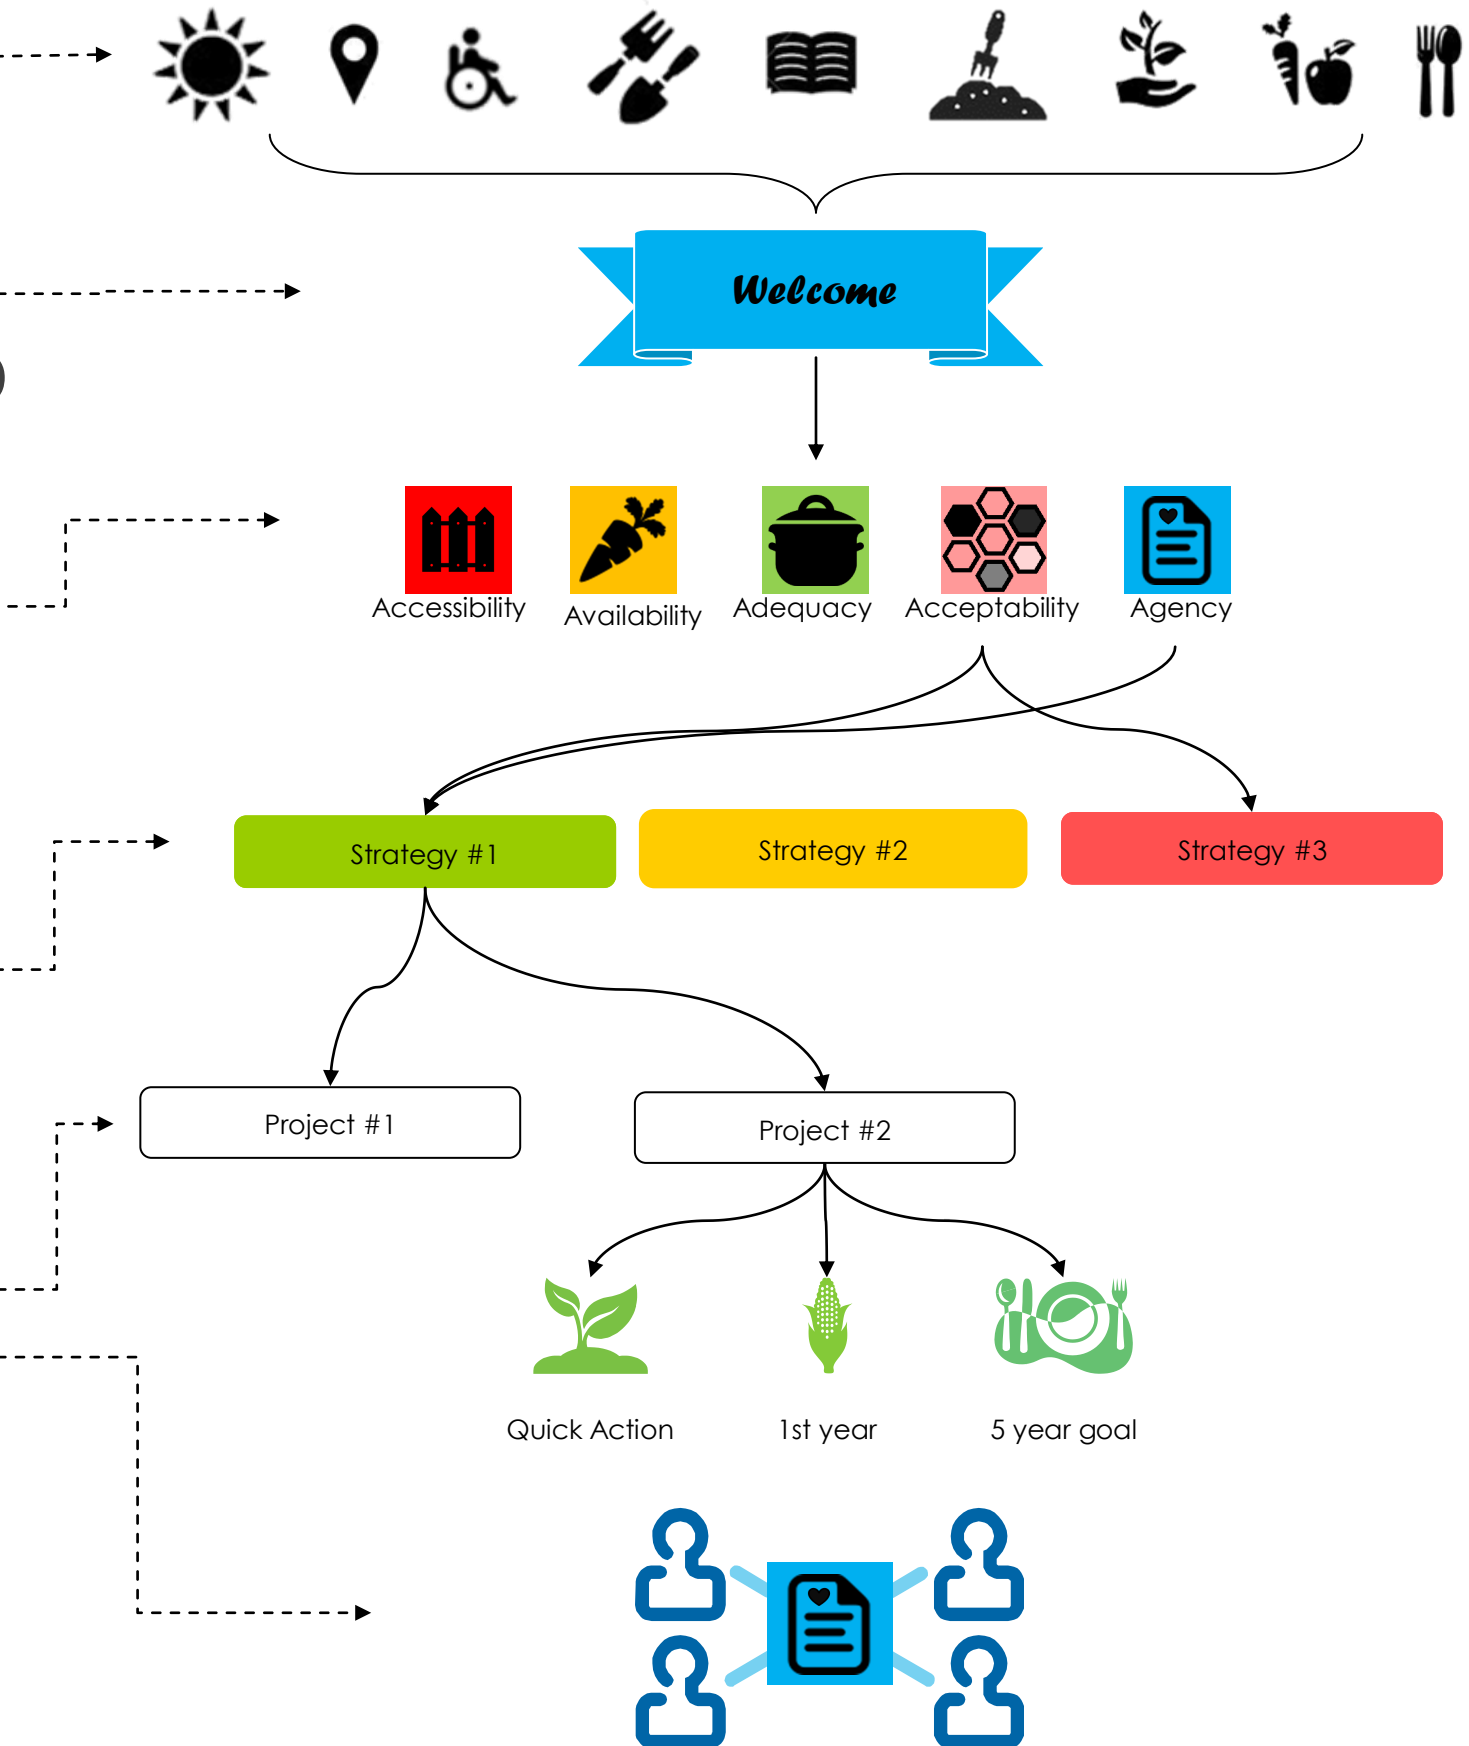 Welcome
Accessibility
Availability
Adequacy
Acceptability
Agency
Strategy #1
Strategy #2
Strategy #3
Project #1
Project #2
Quick Action
1st year
5 year goal